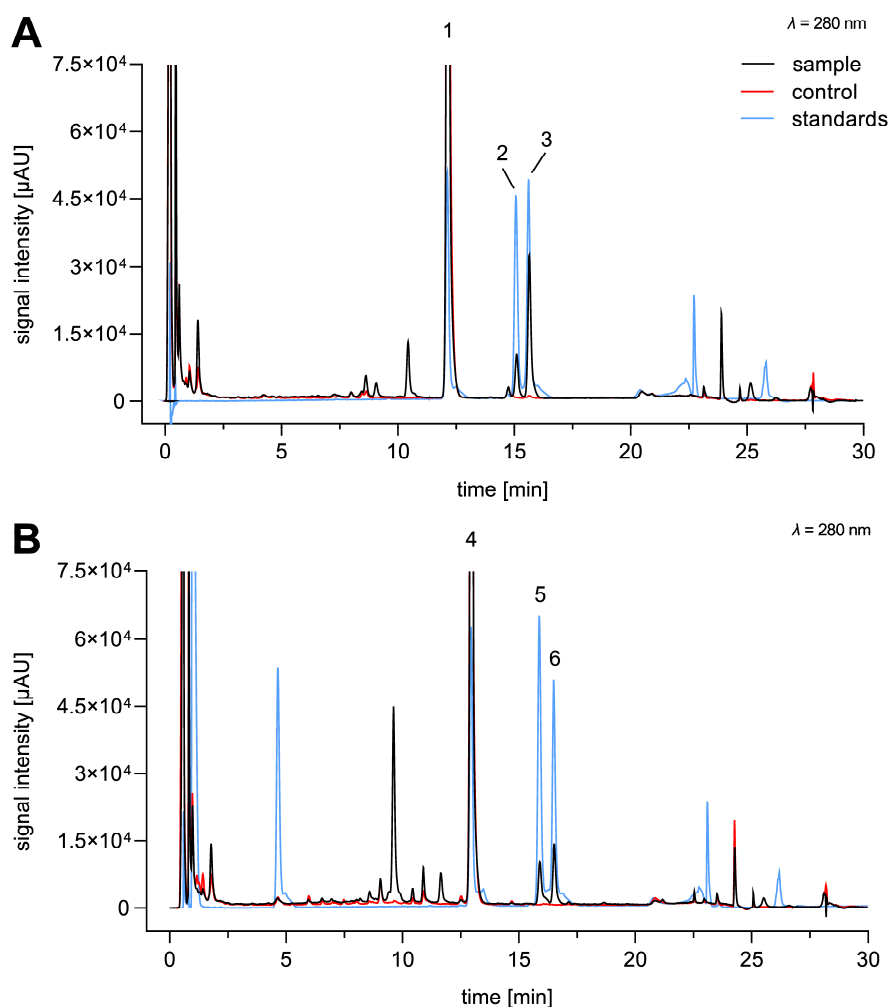 A
1
λ = 280 nm
7.5×10⁴
sample
control
standards
6×10⁴
2
3
4.5×10⁴
3×10⁴
1.5×10⁴
0
signal intensity [µAU]
0 5 10 15 20 25 30
time [min]
B
4
λ = 280 nm
7.5×10⁴
5
6×10⁴
6
4.5×10⁴
3×10⁴
1.5×10⁴
0
signal intensity [µAU]
0 5 10 15 20 25 30
time [min]